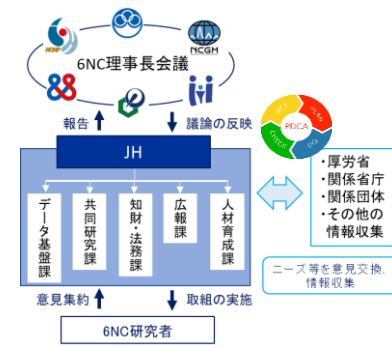 NCGM
6NC理事長会議
報告
議論の反映
JH
データ基盤課
共同研究課
知財・法務課
広報課
人材育成課
ACT
PLAN
PDCA
CHECK
DO
・厚労省
・関係省庁
・関係団体
・その他の
情報収集
ニーズ等を意見交換、
情報収集
意見集約
取組の実施
6NC研究者